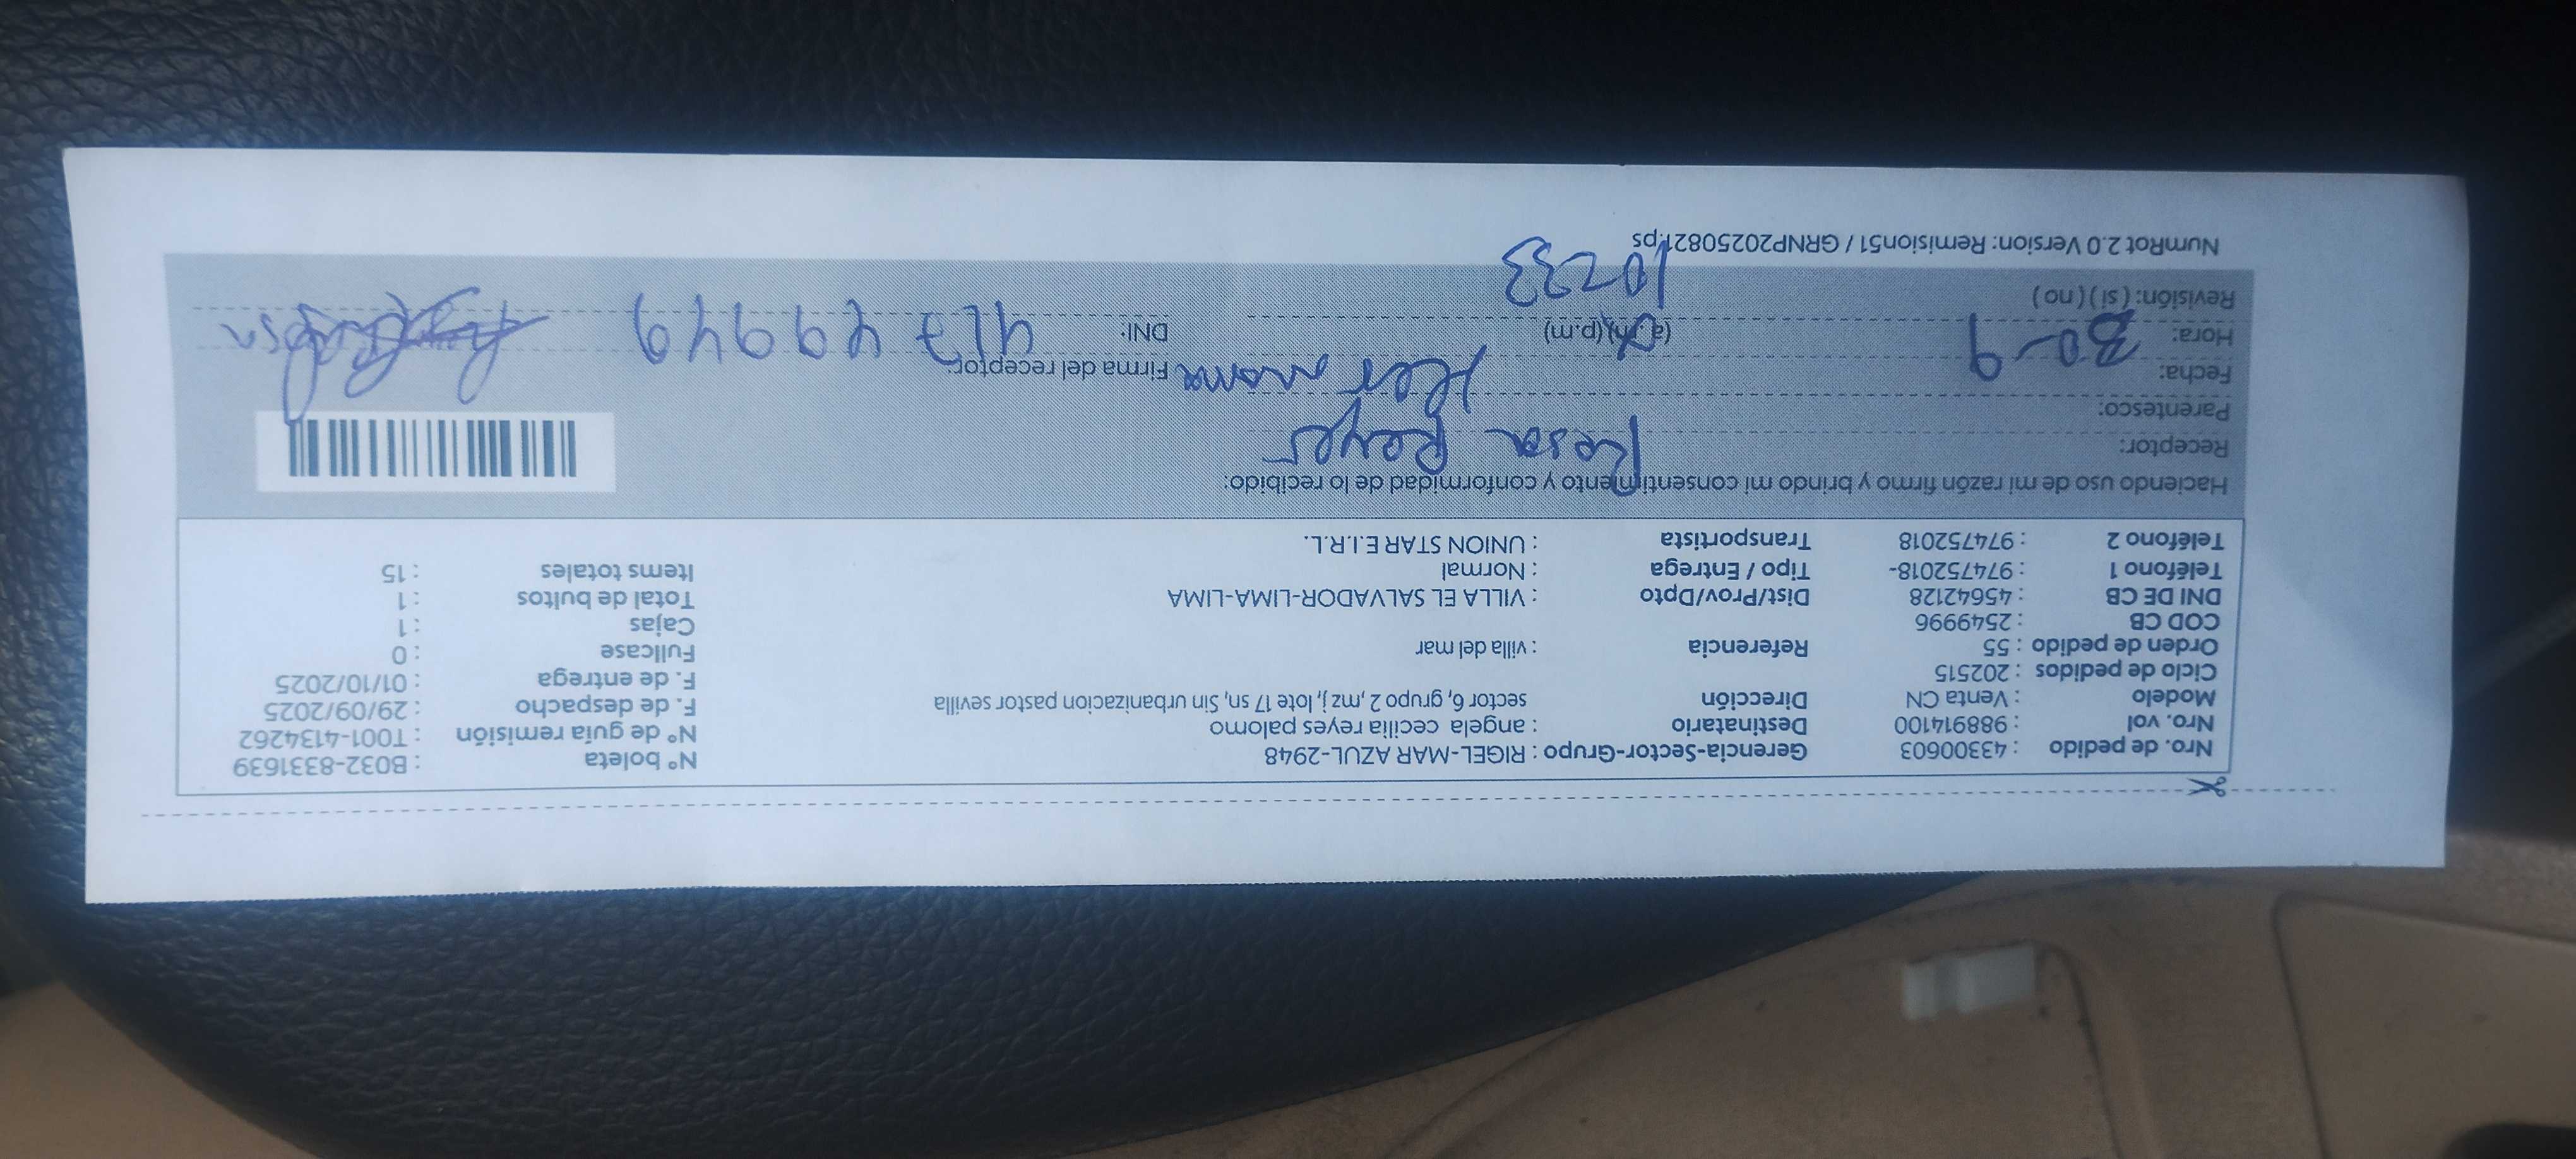 Nro. de pedido : 43300603 Gerencia-Sector-Grupo : RIGEL-MAR AZUL-2948 N° boleta : B032-8331639
Nro. vol : 988914100 Destinatario : angela cecilia reyes palomo N° de guia remisión : T001-4134262
Modelo : Venta CN Dirección sector 6, grupo 2 ,mz j, lote 17 sn, Sin urbanizacion pastor sevilla F. de despacho : 29/09/2025
Ciclo de pedidos : 202515 F. de entrega : 01/10/2025
Orden de pedido : 55 Referencia : villa del mar Fullcase : 0
COD CB : 2549996 Cajas : 1
DNI DE CB : 45642128 Dist/Prov/Dpto : VILLA EL SALVADOR-LIMA-LIMA Total de bultos : 1
Teléfono 1 : 974752018- Tipo / Entrega : Normal Items totales : 15
Teléfono 2 : 974752018 Transportista : UNION STAR E.I.R.L.
Haciendo uso de mi razón firmo y brindo mi consentimiento y conformidad de lo recibido:
Receptor: Rosa Reyes
Parentesco: Hermana
Fecha: 30-9 Firma del receptor:
Hora: (a.m) (p.m) DNI:
Revisión: ( si ) ( no ) 10:33
NumRot 2.0 Version: Remision51 / GRNP20250821.ps